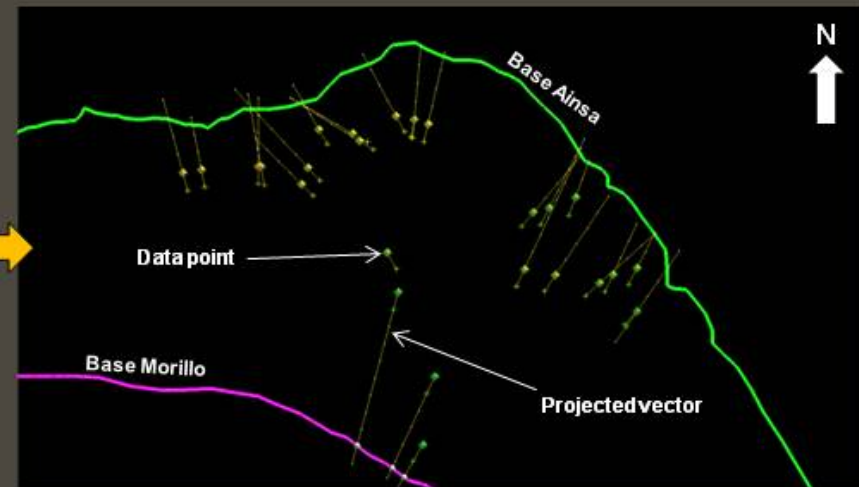 N
Base Ainsa
Data point
Base Morillo
Projected vector